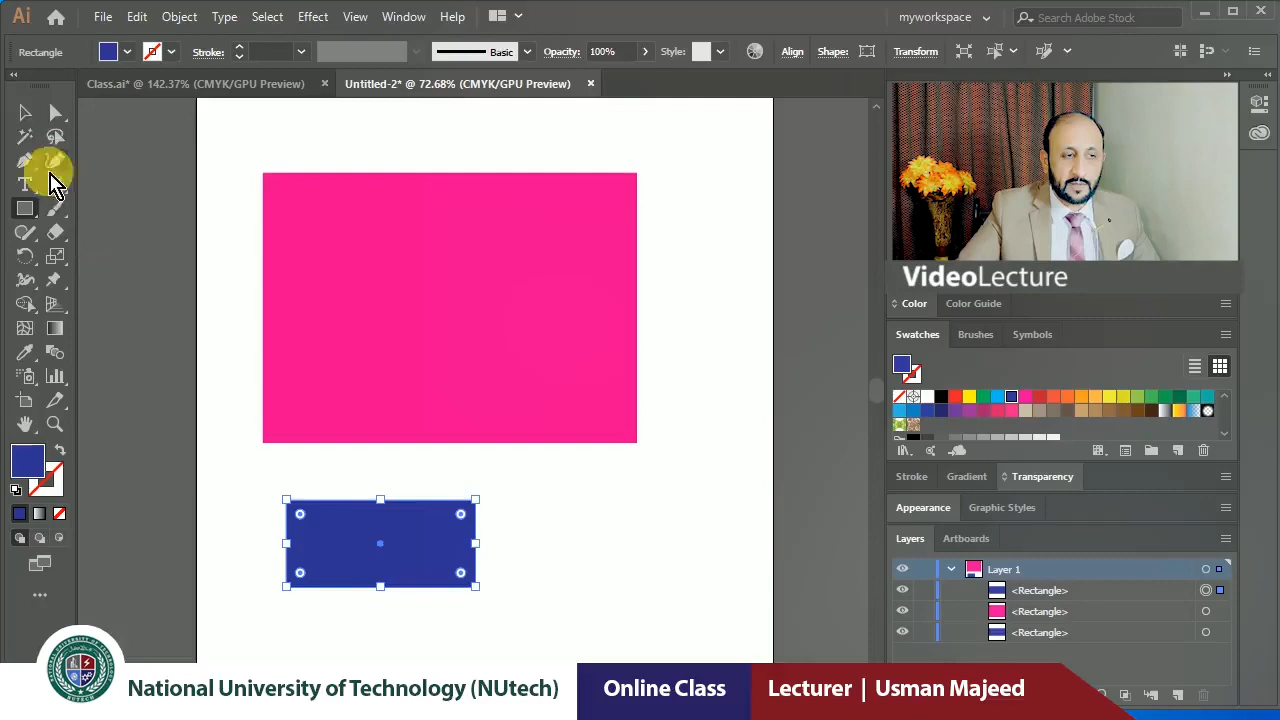 Ai File Edit Object Type Select Effect View Window Help myworkspace Search Adobe Stock
Rectangle Stroke: Basic Opacity: 100% Style: Align Shapes: Transform
Class.ai* @ 142.37% (CMYK/GPU Preview) Untitled-2* @ 72.68% (CMYK/GPU Preview)
VideoLecture
Color Color Guide
Swatches Brushes Symbols
Stroke Gradient Transparency
Appearance Graphic Styles
Layers Artboards
Layer 1
<Rectangle>
<Rectangle>
<Rectangle>
NUTECH
National University of Technology (NUtech) Online Class Lecturer | Usman Majeed